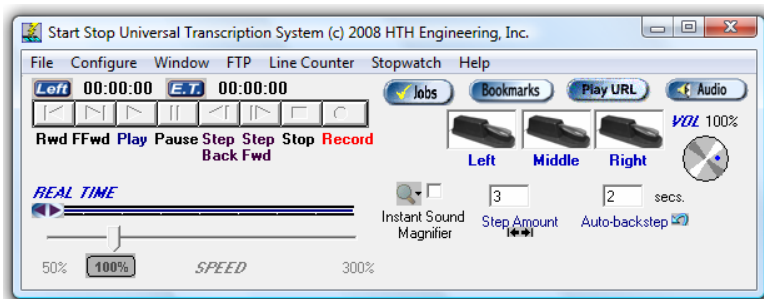 Start Stop Universal Transcription System (c) 2008 HTH Engineering, Inc.
File Configure Window FTP Line Counter Stopwatch Help
Left 00:00:00 E.T. 00:00:00
Jobs Bookmarks Play URL Audio
Rwd FFwd Play Pause Step Back Step Fwd Stop Record
Left Middle Right
VOL 100%
REAL TIME
Instant Sound Magnifier
3
Step Amount
2 secs.
Auto-backstep
50% 100% SPEED 300%